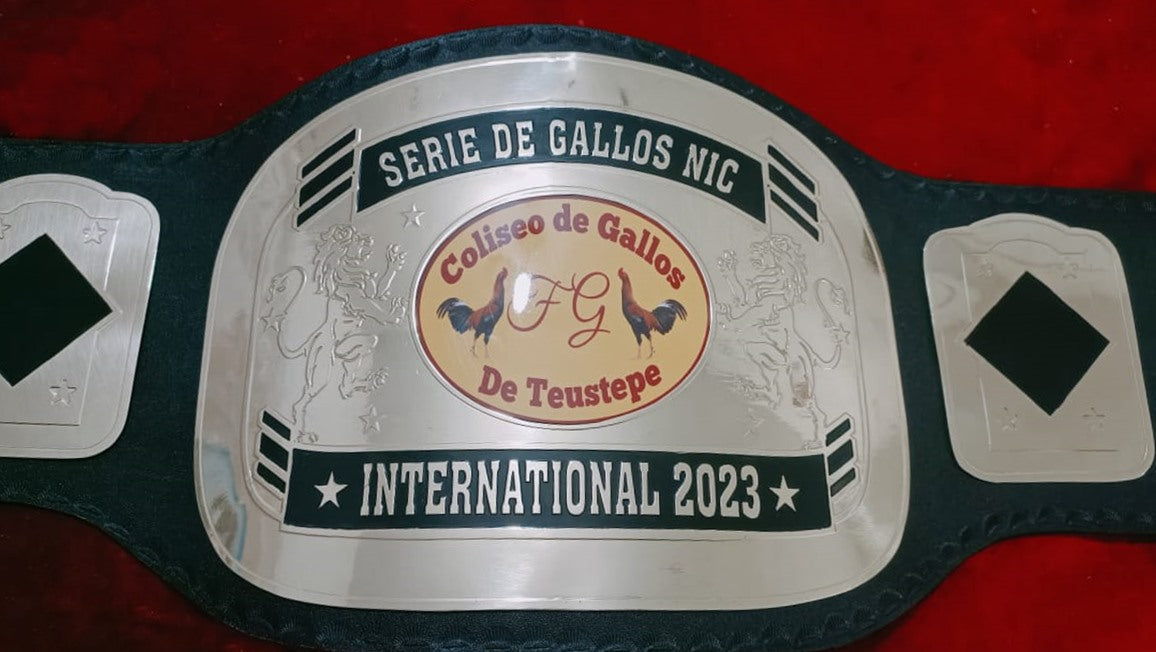 SERIE DE GALLOS NIC
Coliseo de Gallos
FG
De Teustepe
INTERNATIONAL 2023